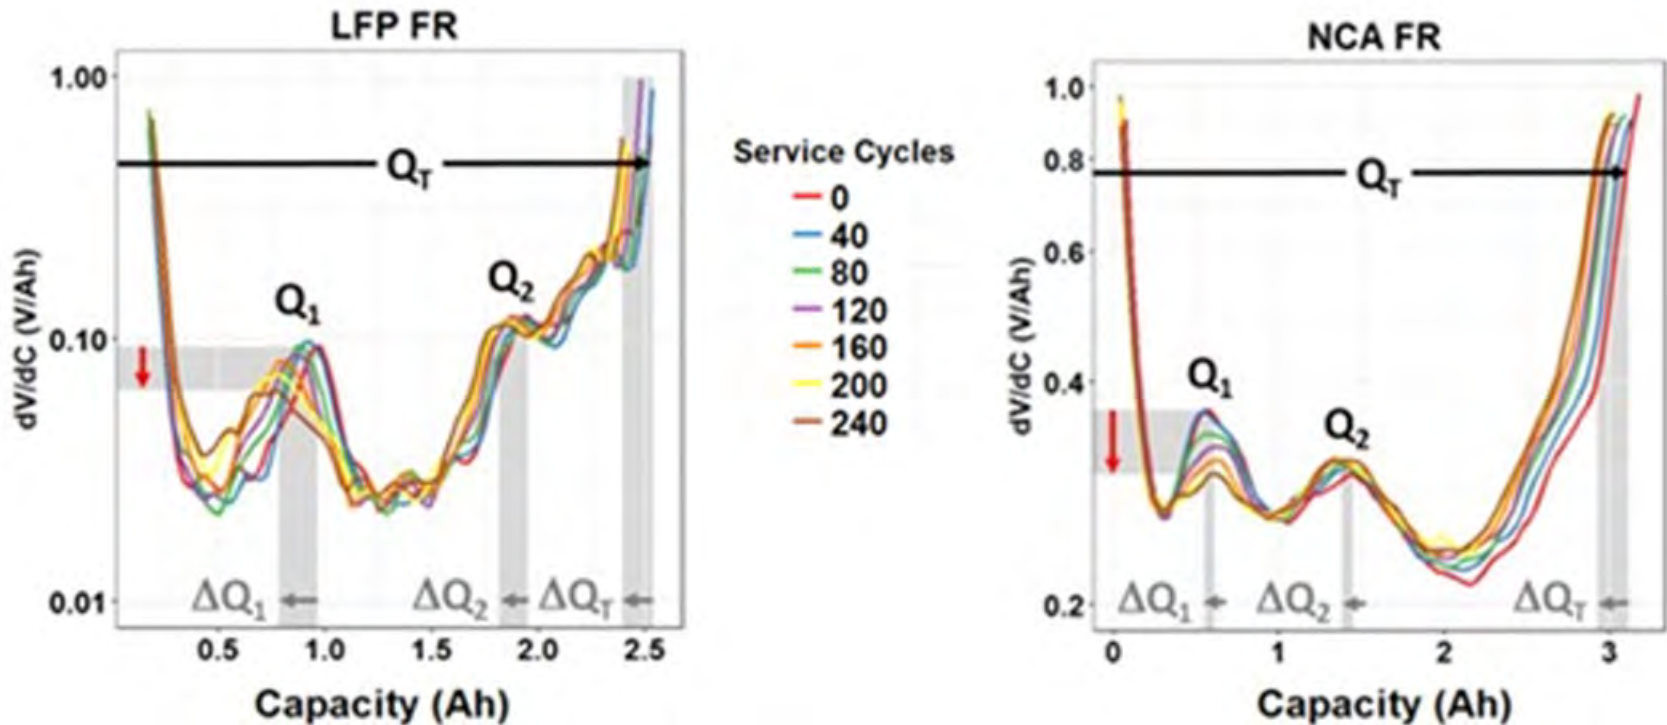 LFP FR
1.00
0.10
0.01
dV/dC (V/Ah)
Q_T
Q_1
Q_2
ΔQ_1
ΔQ_2
ΔQ_T
0.5 1.0 1.5 2.0 2.5
Capacity (Ah)
Service Cycles
0
40
80
120
160
200
240
NCA FR
1.0
0.8
0.6
0.4
0.2
dV/dC (V/Ah)
Q_T
Q_1
Q_2
ΔQ_1
ΔQ_2
ΔQ_T
0 1 2 3
Capacity (Ah)